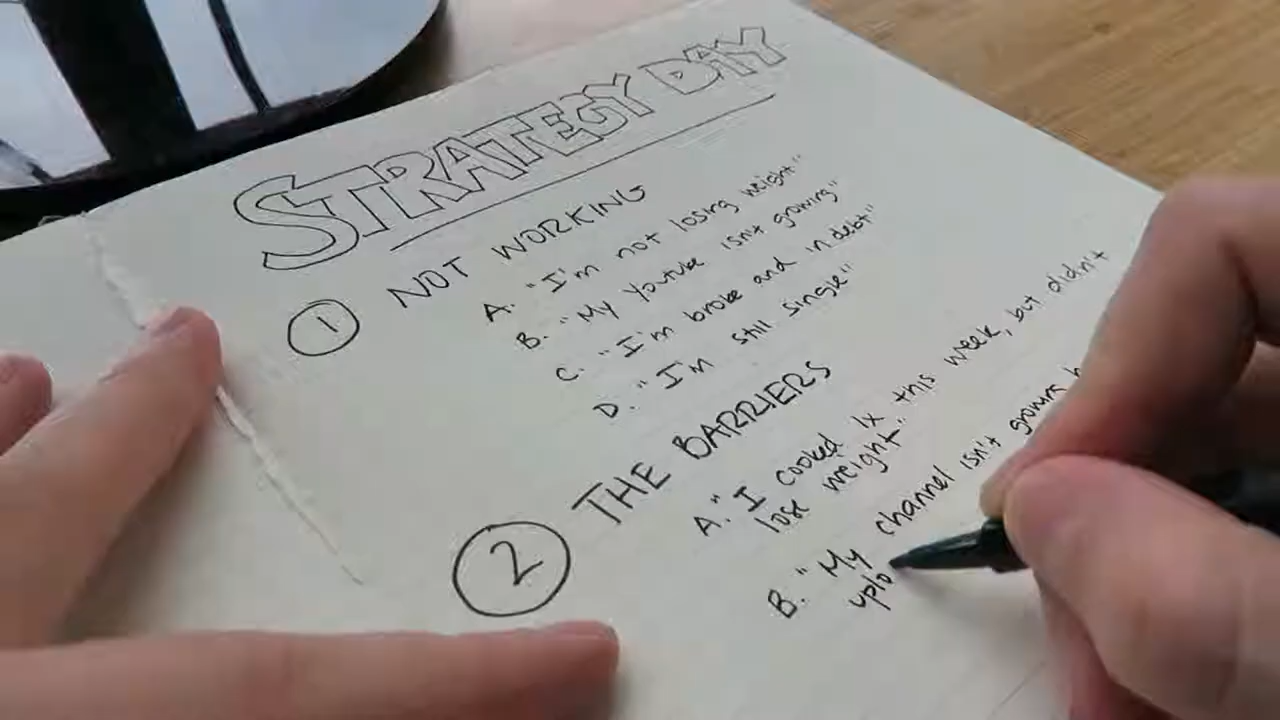 STRATEGY DAY
1 NOT WORKING
A. "I'm not losing weight"
B. "My Youtube isn't growing"
C. "I'm broke and in debt"
D. "I'm still single"
2 THE BARRIERS
A. "I cooked 1x this week, but didn't
lose weight"
B. "My channel isn't growing
uplo